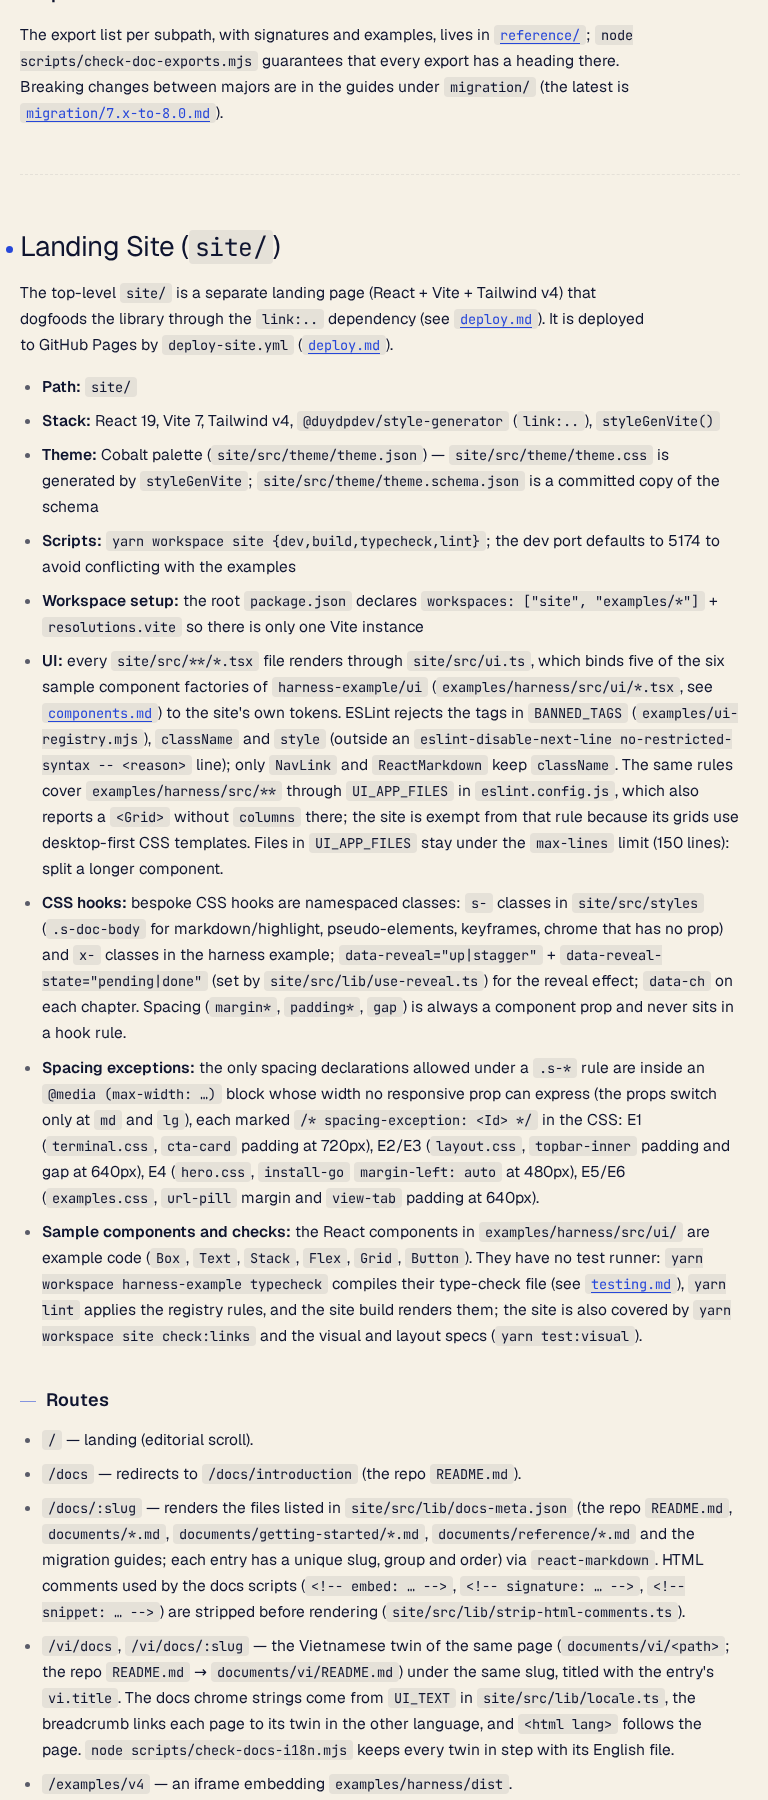 The export list per subpath, with signatures and examples, lives in reference/ ; node
scripts/check-doc-exports.mjs guarantees that every export has a heading there.
Breaking changes between majors are in the guides under migration/ (the latest is
migration/7.x-to-8.0.md ).
Landing Site ( site/ )
The top-level site/ is a separate landing page (React + Vite + Tailwind v4) that
dogfoods the library through the link:.. dependency (see deploy.md ). It is deployed
to GitHub Pages by deploy-site.yml ( deploy.md ).
Path: site/
Stack: React 19, Vite 7, Tailwind v4, @duydpdev/style-generator ( link:.. ), styleGenVite()
Theme: Cobalt palette ( site/src/theme/theme.json ) — site/src/theme/theme.css is
generated by styleGenVite ; site/src/theme/theme.schema.json is a committed copy of the
schema
Scripts: yarn workspace site {dev,build,typecheck,lint} ; the dev port defaults to 5174 to
avoid conflicting with the examples
Workspace setup: the root package.json declares workspaces: ["site", "examples/*"] +
resolutions.vite so there is only one Vite instance
UI: every site/src/**/*.tsx file renders through site/src/ui.ts , which binds five of the six
sample component factories of harness-example/ui ( examples/harness/src/ui/*.tsx , see
components.md ) to the site's own tokens. ESLint rejects the tags in BANNED_TAGS ( examples/ui-
registry.mjs ), className and style (outside an eslint-disable-next-line no-restricted-
syntax -- <reason> line); only NavLink and ReactMarkdown keep className . The same rules
cover examples/harness/src/** through UI_APP_FILES in eslint.config.js , which also
reports a <Grid> without columns there; the site is exempt from that rule because its grids use
desktop-first CSS templates. Files in UI_APP_FILES stay under the max-lines limit (150 lines):
split a longer component.
CSS hooks: bespoke CSS hooks are namespaced classes: s- classes in site/src/styles
( .s-doc-body for markdown/highlight, pseudo-elements, keyframes, chrome that has no prop)
and x- classes in the harness example; data-reveal="up|stagger" + data-reveal-
state="pending|done" (set by site/src/lib/use-reveal.ts ) for the reveal effect; data-ch on
each chapter. Spacing ( margin* , padding* , gap ) is always a component prop and never sits in
a hook rule.
Spacing exceptions: the only spacing declarations allowed under a .s-* rule are inside an
@media (max-width: …) block whose width no responsive prop can express (the props switch
only at md and lg ), each marked /* spacing-exception: <Id> */ in the CSS: E1
( terminal.css , cta-card padding at 720px), E2/E3 ( layout.css , topbar-inner padding and
gap at 640px), E4 ( hero.css , install-go margin-left: auto at 480px), E5/E6
( examples.css , url-pill margin and view-tab padding at 640px).
Sample components and checks: the React components in examples/harness/src/ui/ are
example code ( Box , Text , Stack , Flex , Grid , Button ). They have no test runner: yarn
workspace harness-example typecheck compiles their type-check file (see testing.md ), yarn
lint applies the registry rules, and the site build renders them; the site is also covered by yarn
workspace site check:links and the visual and layout specs ( yarn test:visual ).
— Routes
/ — landing (editorial scroll).
/docs — redirects to /docs/introduction (the repo README.md ).
/docs/:slug — renders the files listed in site/src/lib/docs-meta.json (the repo README.md ,
documents/*.md , documents/getting-started/*.md , documents/reference/*.md and the
migration guides; each entry has a unique slug, group and order) via react-markdown . HTML
comments used by the docs scripts ( <!-- embed: … --> , <!-- signature: … --> , <!--
snippet: … --> ) are stripped before rendering ( site/src/lib/strip-html-comments.ts ).
/vi/docs , /vi/docs/:slug — the Vietnamese twin of the same page ( documents/vi/<path> ;
the repo README.md → documents/vi/README.md ) under the same slug, titled with the entry's
vi.title . The docs chrome strings come from UI_TEXT in site/src/lib/locale.ts , the
breadcrumb links each page to its twin in the other language, and <html lang> follows the
page. node scripts/check-docs-i18n.mjs keeps every twin in step with its English file.
/examples/v4 — an iframe embedding examples/harness/dist .